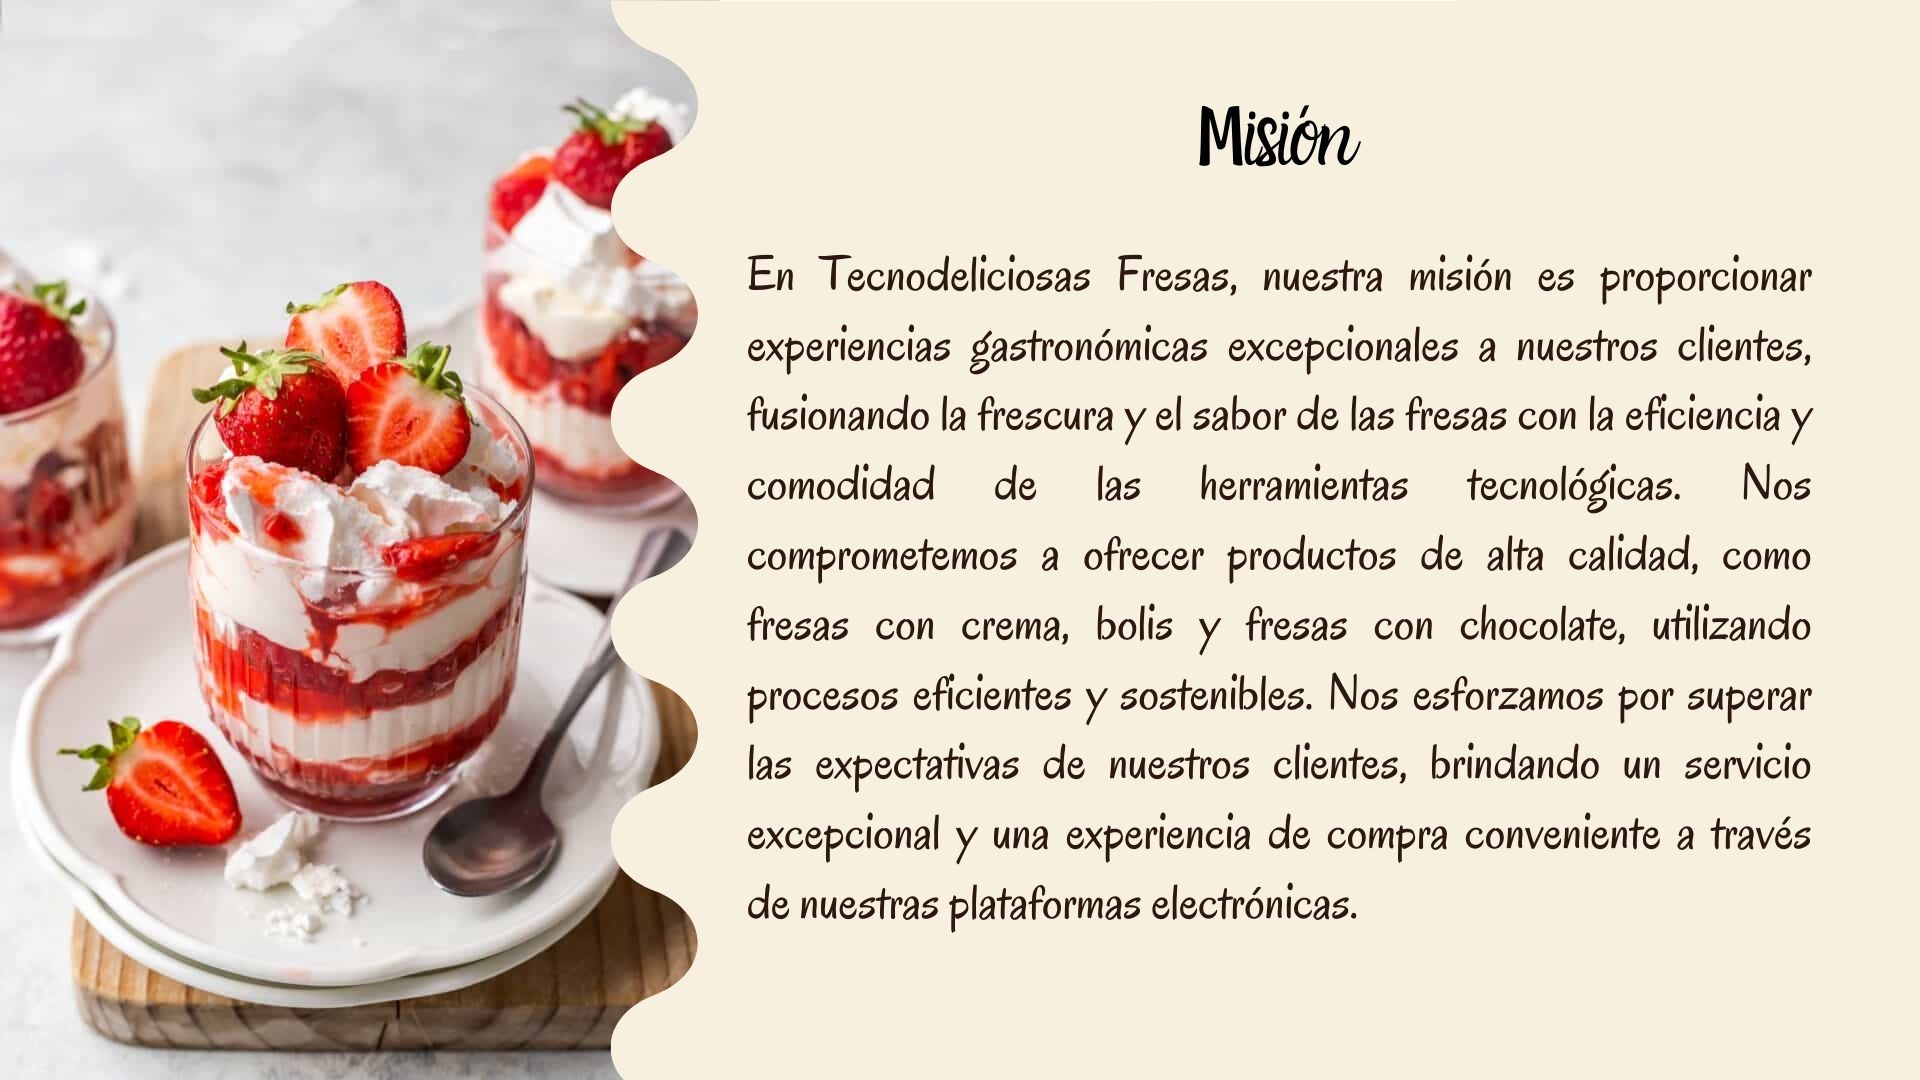 Misión
En Tecnodeliciosas Fresas, nuestra misión es proporcionar
experiencias gastronómicas excepcionales a nuestros clientes,
fusionando la frescura y el sabor de las fresas con la eficiencia y
comodidad de las herramientas tecnológicas. Nos
comprometemos a ofrecer productos de alta calidad, como
fresas con crema, bolis y fresas con chocolate, utilizando
procesos eficientes y sostenibles. Nos esforzamos por superar
las expectativas de nuestros clientes, brindando un servicio
excepcional y una experiencia de compra conveniente a través
de nuestras plataformas electrónicas.